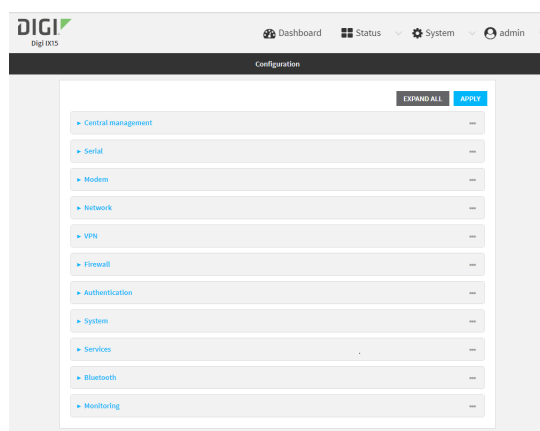 DIGI
Digi IX15
Dashboard Status System admin
Configuration
EXPAND ALL APPLY
Central management
Serial
Modem
Network
VPN
Firewall
Authentication
System
Services
Bluetooth
Monitoring